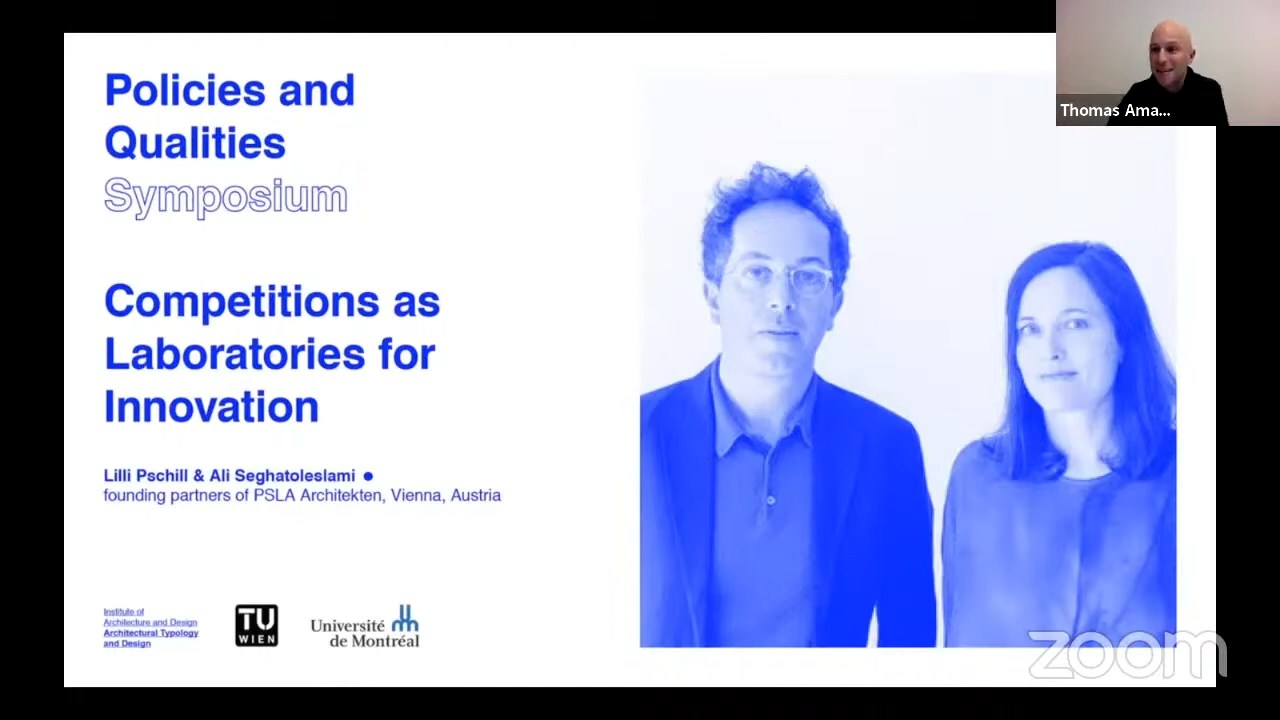 Policies and
Qualities
Symposium
Competitions as
Laboratories for
Innovation
Lilli Pschill & Ali Seghatoleslami ●
founding partners of PSLA Architekten, Vienna, Austria
Institute of
Architecture and Design
Architectural Typology
and Design
TU
WIEN
Université
de Montréal
Thomas Ama...
zoom